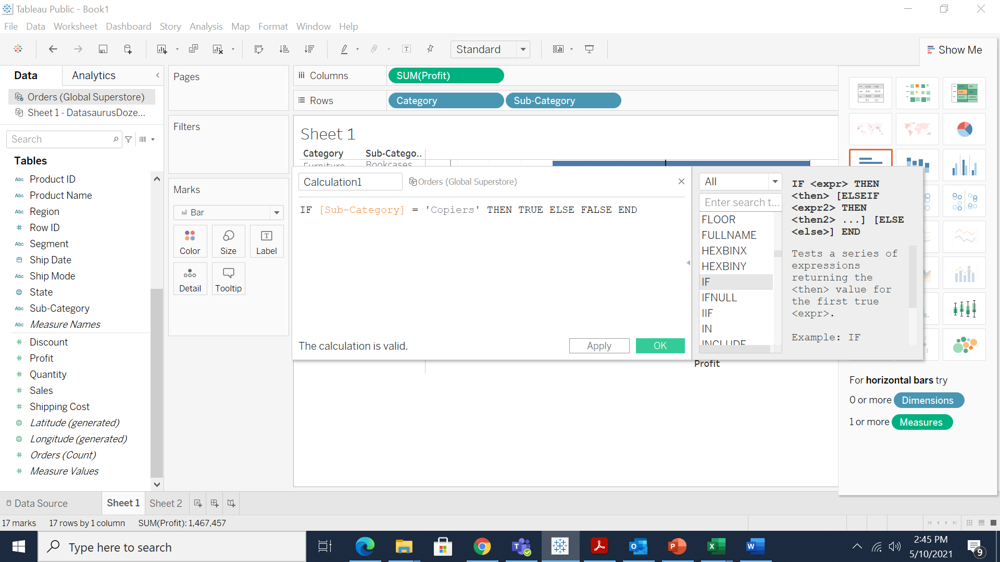 Tableau Public - Book1
File Data Worksheet Dashboard Story Analysis Map Format Window Help
Standard
Show Me
Data Analytics
Pages
Columns SUM(Profit)
Orders (Global Superstore)
Sheet 1 - DatasaurusDoze...
Rows Category Sub-Category
Filters
Search
Sheet 1
Tables
Category Sub-Catego..
Furniture Bookcases
Abc Product ID
Abc Product Name
Abc Region
# Row ID
Abc Segment
Ship Date
Abc Ship Mode
State
Abc Sub-Category
Abc Measure Names
# Discount
# Profit
# Quantity
# Sales
# Shipping Cost
Latitude (generated)
Longitude (generated)
# Orders (Count)
# Measure Values
Marks
Bar
Color Size Label
Detail Tooltip
Calculation1 Orders (Global Superstore)
IF [Sub-Category] = 'Copiers' THEN TRUE ELSE FALSE END
The calculation is valid.
Apply OK
All
Enter search t...
FLOOR
FULLNAME
HEXBINX
HEXBINY
IF
IFNULL
IIF
IN
INCLUDE
IF <expr> THEN
<then> [ELSEIF
<expr2> THEN
<then2> ...] [ELSE
<else>] END
Tests a series of
expressions
returning the
<then> value for
the first true
<expr>.
Example: IF
Profit
For horizontal bars try
0 or more Dimensions
1 or more Measures
Data Source Sheet 1 Sheet 2
17 marks 17 rows by 1 column SUM(Profit): 1,467,457
Type here to search
2:45 PM
5/10/2021
9